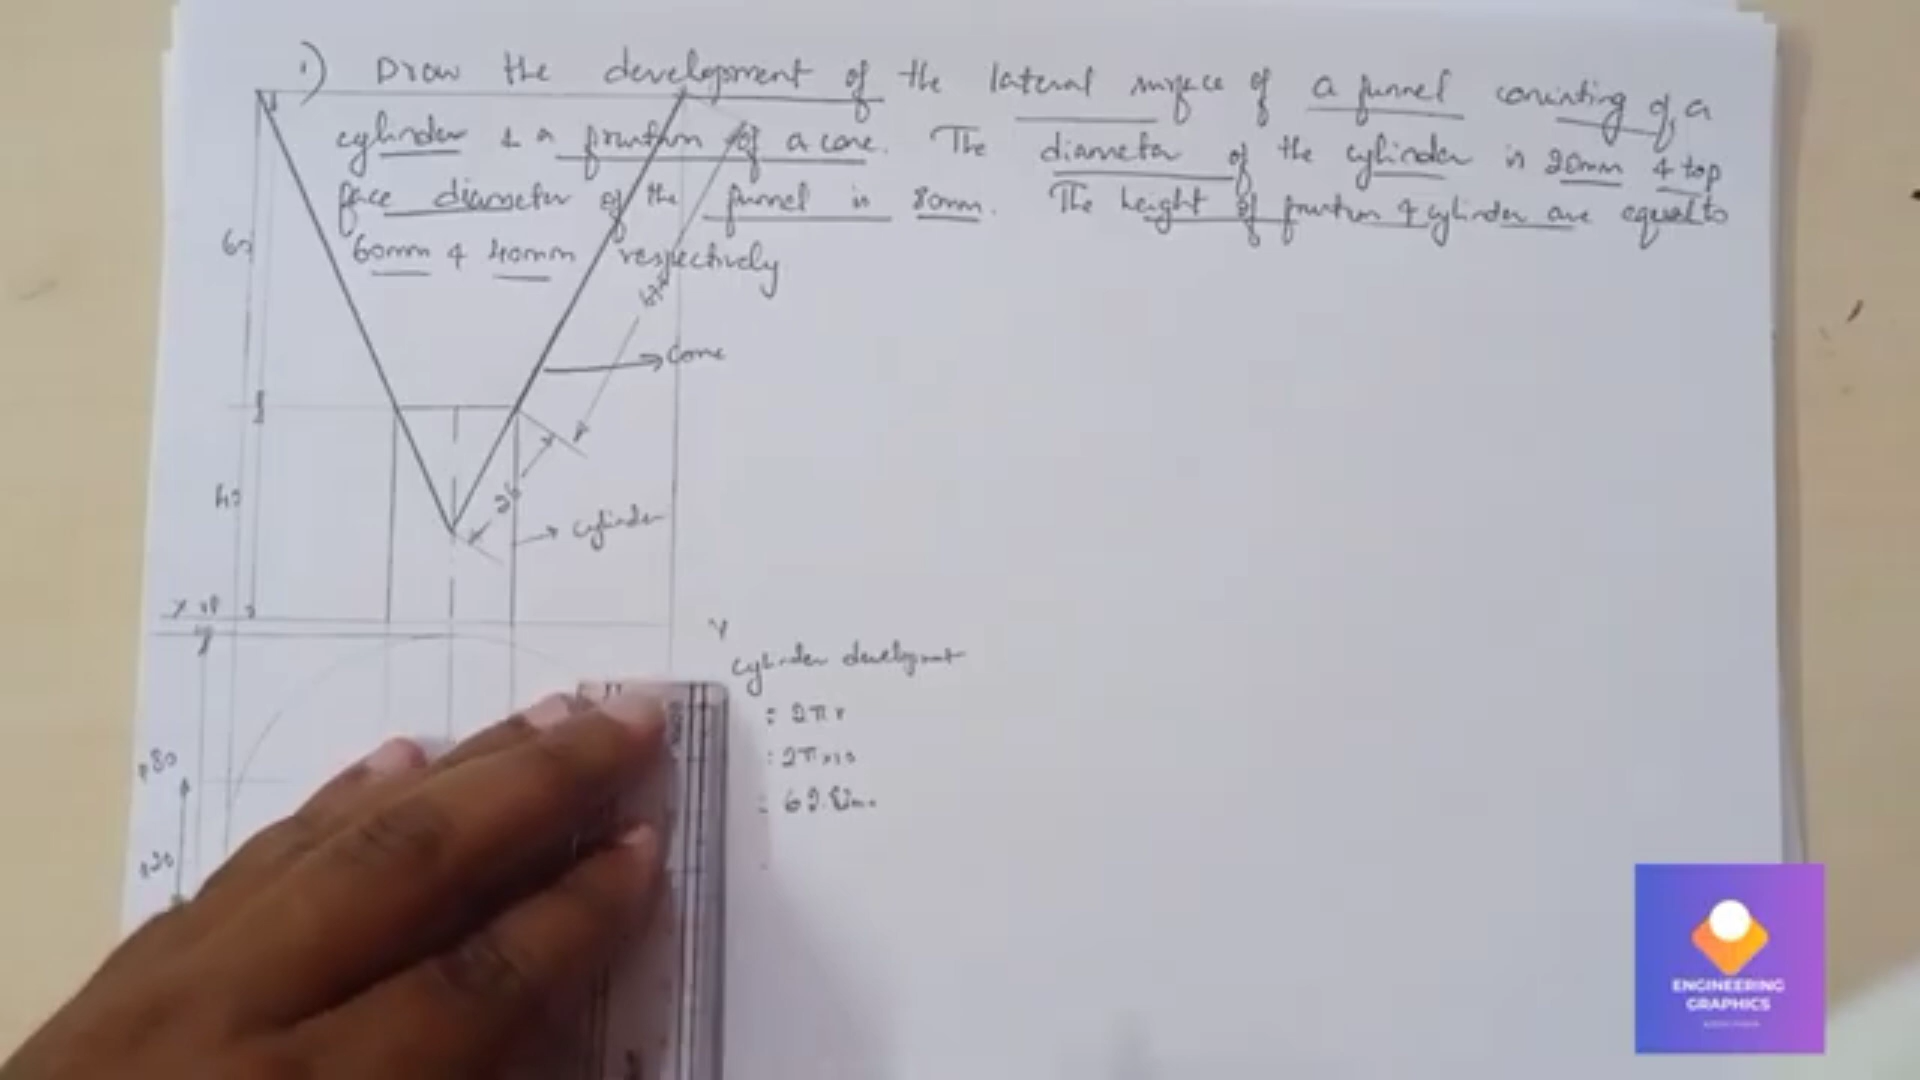 1) Draw the development of the lateral surface of a funnel consisting of a
cylinder & a frustum of a cone. The diameter of the cylinder is 20mm & top
face diameter of the funnel is 80mm. The height of frustum & cylinder are equal to
60mm & 40mm respectively
60
67
Cone
40
cylinder
X
Y
Cylinder development
= 2πr
= 2π×10
= 62.83mm
ENGINEERING
GRAPHICS